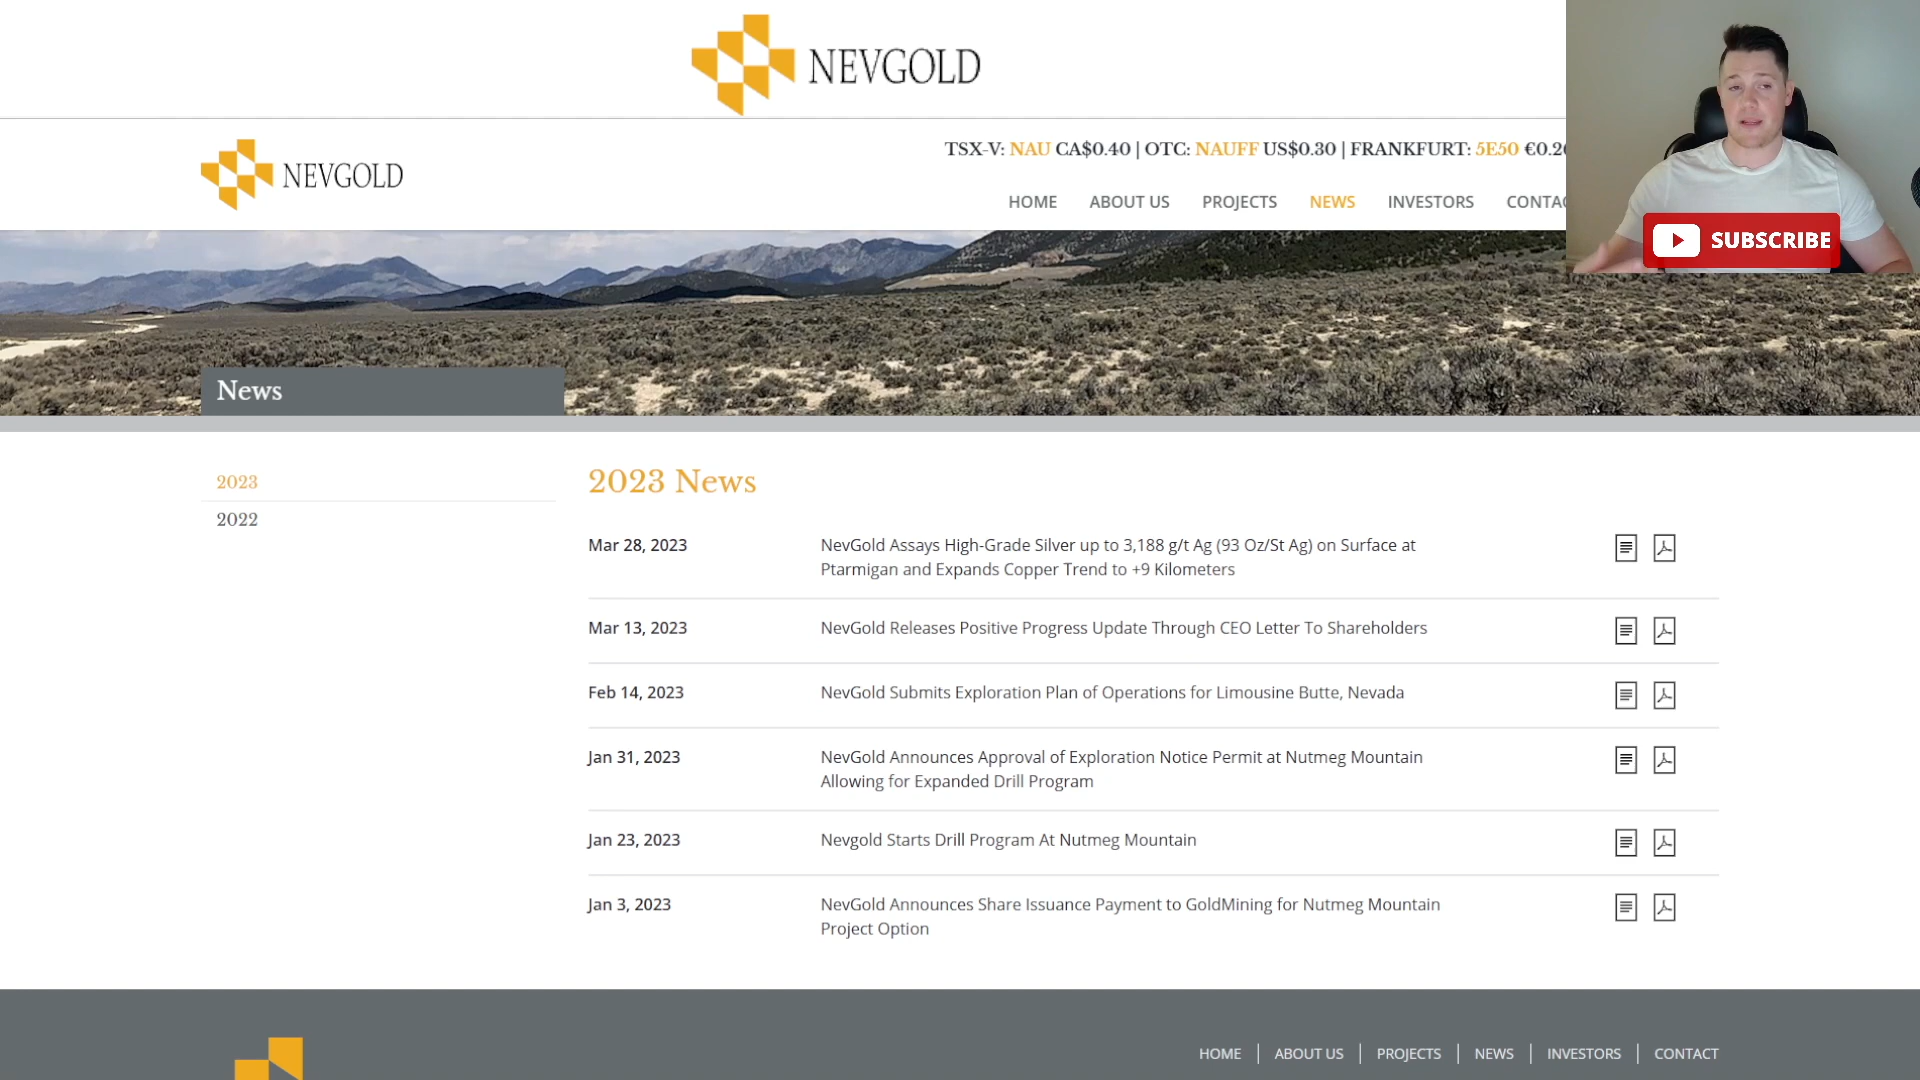 NEVGOLD
NEVGOLD
TSX-V: NAU CA$0.40 | OTC: NAUFF US$0.30 | FRANKFURT: 5E50
HOME ABOUT US PROJECTS NEWS INVESTORS
SUBSCRIBE
News
2023
2022
2023 News
Mar 28, 2023 NevGold Assays High-Grade Silver up to 3,188 g/t Ag (93 Oz/St Ag) on Surface at
Ptarmigan and Expands Copper Trend to +9 Kilometers
Mar 13, 2023 NevGold Releases Positive Progress Update Through CEO Letter To Shareholders
Feb 14, 2023 NevGold Submits Exploration Plan of Operations for Limousine Butte, Nevada
Jan 31, 2023 NevGold Announces Approval of Exploration Notice Permit at Nutmeg Mountain
Allowing for Expanded Drill Program
Jan 23, 2023 Nevgold Starts Drill Program At Nutmeg Mountain
Jan 3, 2023 NevGold Announces Share Issuance Payment to GoldMining for Nutmeg Mountain
Project Option
HOME | ABOUT US | PROJECTS | NEWS | INVESTORS | CONTACT